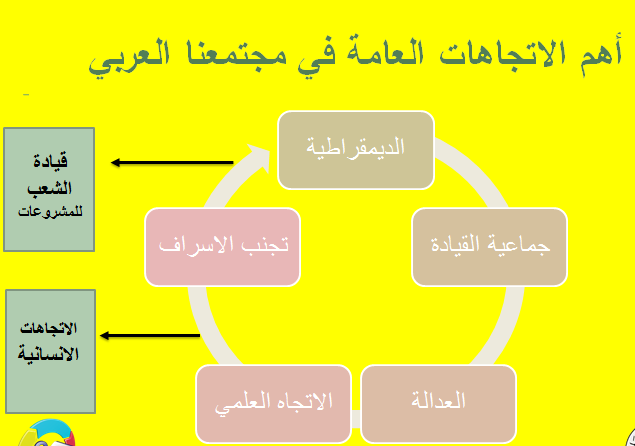 أهم الاتجاهات العامة في مجتمعنا العربي
الديمقراطية
جماعية القيادة
العدالة
الاتجاه العلمي
تجنب الاسراف
قيادة
الشعب
للمشروعات
الاتجاهات
الانسانية